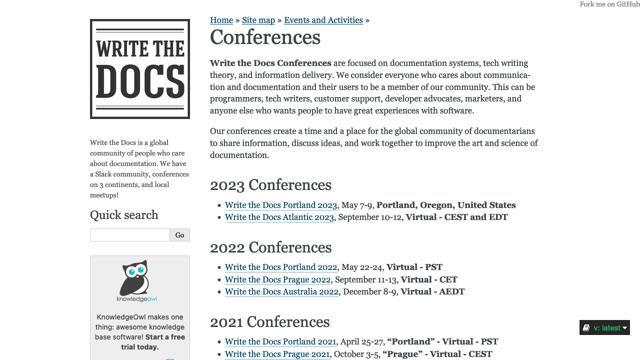 Fork me on GitHub
WRITE THE
DOCS
Write the Docs is a global
community of people who care
about documentation. We have
a Slack community, conferences
on 3 continents, and local
meetups!
Quick search
Go
knowledgeowl
KnowledgeOwl makes one
thing: awesome knowledge
base software! Start a free
trial today.
Home » Site map » Events and Activities »
Conferences
Write the Docs Conferences are focused on documentation systems, tech writing
theory, and information delivery. We consider everyone who cares about communica-
tion and documentation and their users to be a member of our community. This can be
programmers, tech writers, customer support, developer advocates, marketers, and
anyone else who wants people to have great experiences with software.
Our conferences create a time and a place for the global community of documentarians
to share information, discuss ideas, and work together to improve the art and science of
documentation.
2023 Conferences
• Write the Docs Portland 2023, May 7-9, Portland, Oregon, United States
• Write the Docs Atlantic 2023, September 10-12, Virtual - CEST and EDT
2022 Conferences
• Write the Docs Portland 2022, May 22-24, Virtual - PST
• Write the Docs Prague 2022, September 11-13, Virtual - CET
• Write the Docs Australia 2022, December 8-9, Virtual - AEDT
2021 Conferences
• Write the Docs Portland 2021, April 25-27, “Portland” - Virtual - PST
• Write the Docs Prague 2021, October 3-5, “Prague” - Virtual - CEST
v: latest